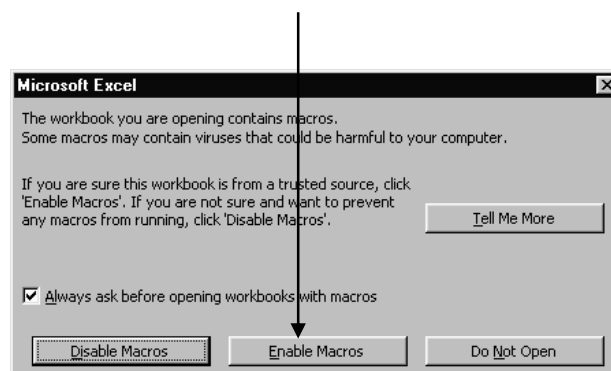 Microsoft Excel
The workbook you are opening contains macros.
Some macros may contain viruses that could be harmful to your computer.
If you are sure this workbook is from a trusted source, click
'Enable Macros'. If you are not sure and want to prevent
any macros from running, click 'Disable Macros'.
Tell Me More
Always ask before opening workbooks with macros
Disable Macros
Enable Macros
Do Not Open